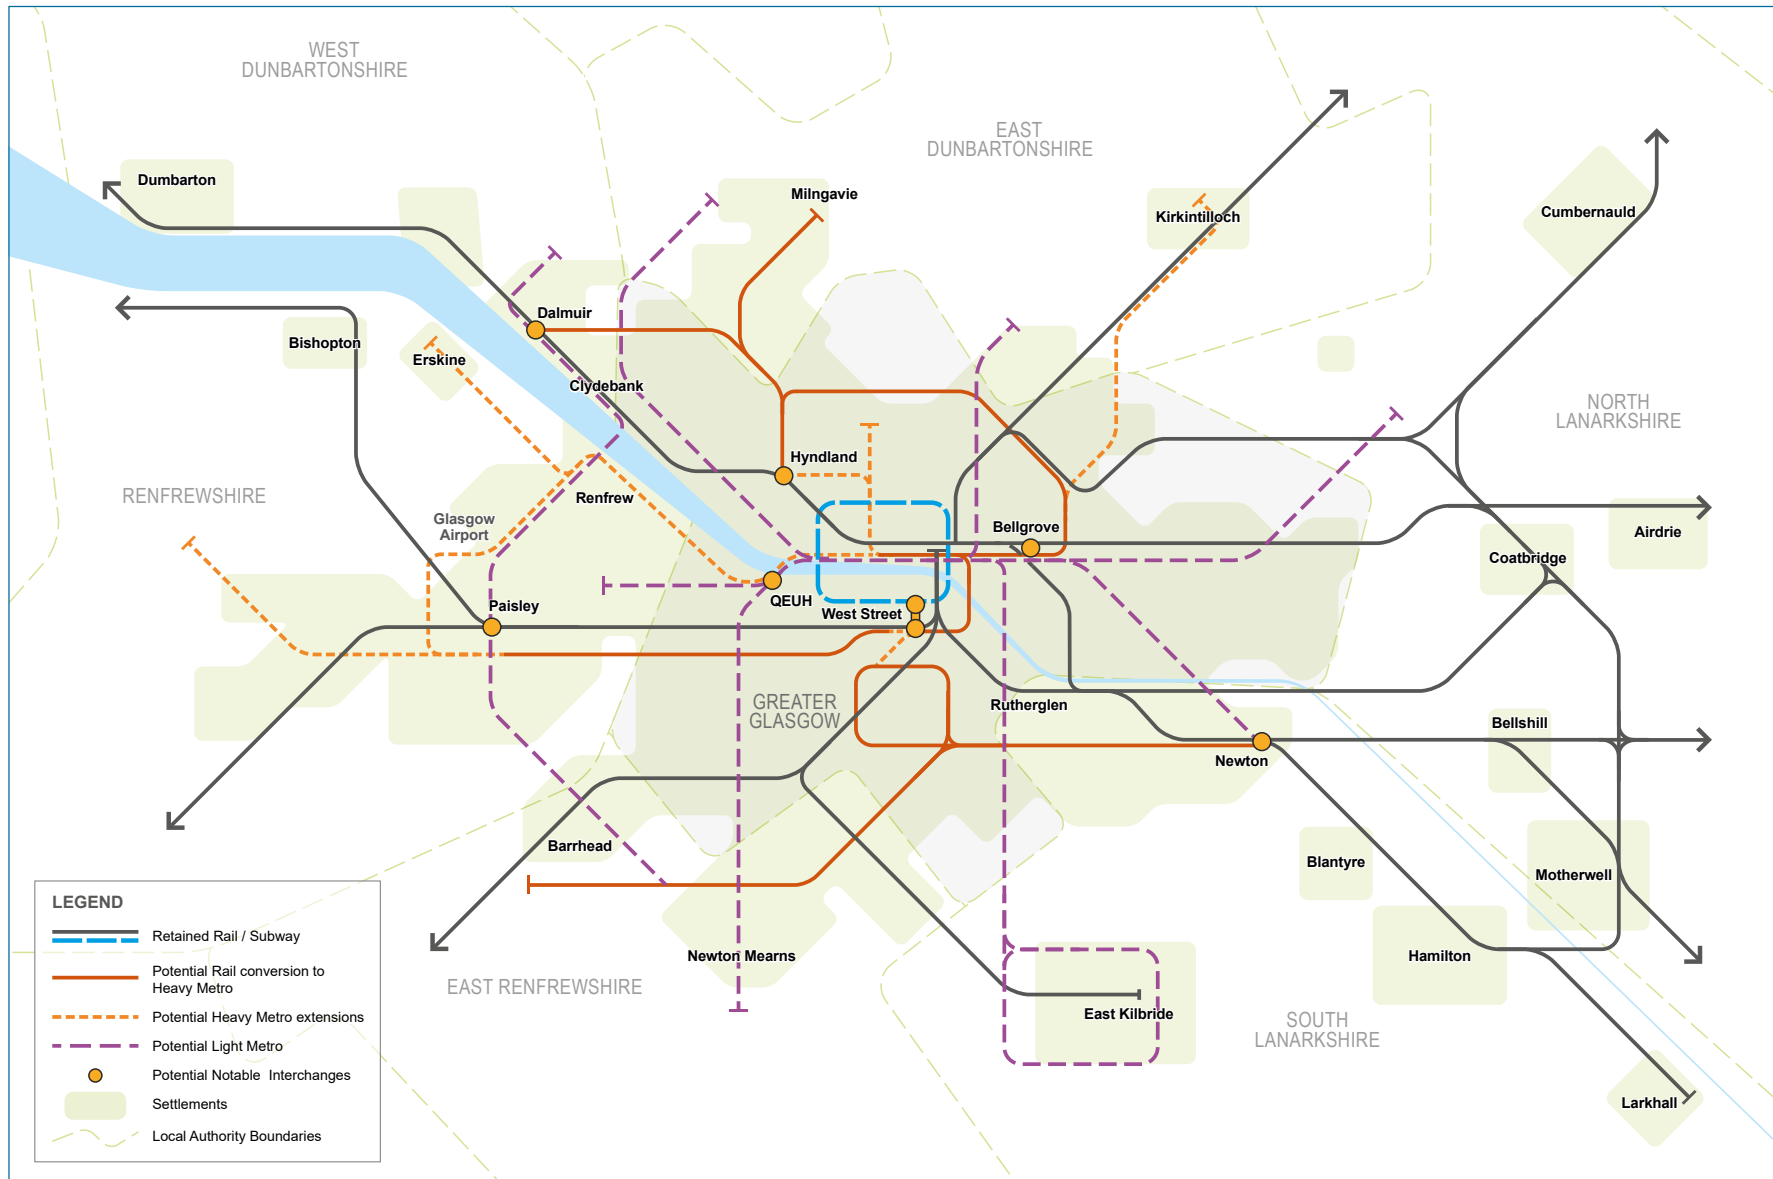 WEST
DUNBARTONSHIRE
EAST
DUNBARTONSHIRE
Dumbarton
Milngavie
Kirkintilloch
Cumbernauld
Dalmuir
Bishopton
Erskine
Clydebank
NORTH
LANARKSHIRE
Hyndland
RENFREWSHIRE
Renfrew
Glasgow
Airport
Bellgrove
Airdrie
Coatbridge
Paisley
QEUH
West Street
GREATER
GLASGOW
Rutherglen
Bellshill
Newton
Barrhead
Blantyre
Motherwell
Newton Mearns
Hamilton
EAST RENFREWSHIRE
East Kilbride
SOUTH
LANARKSHIRE
Larkhall
LEGEND
Retained Rail / Subway
Potential Rail conversion to
Heavy Metro
Potential Heavy Metro extensions
Potential Light Metro
Potential Notable Interchanges
Settlements
Local Authority Boundaries